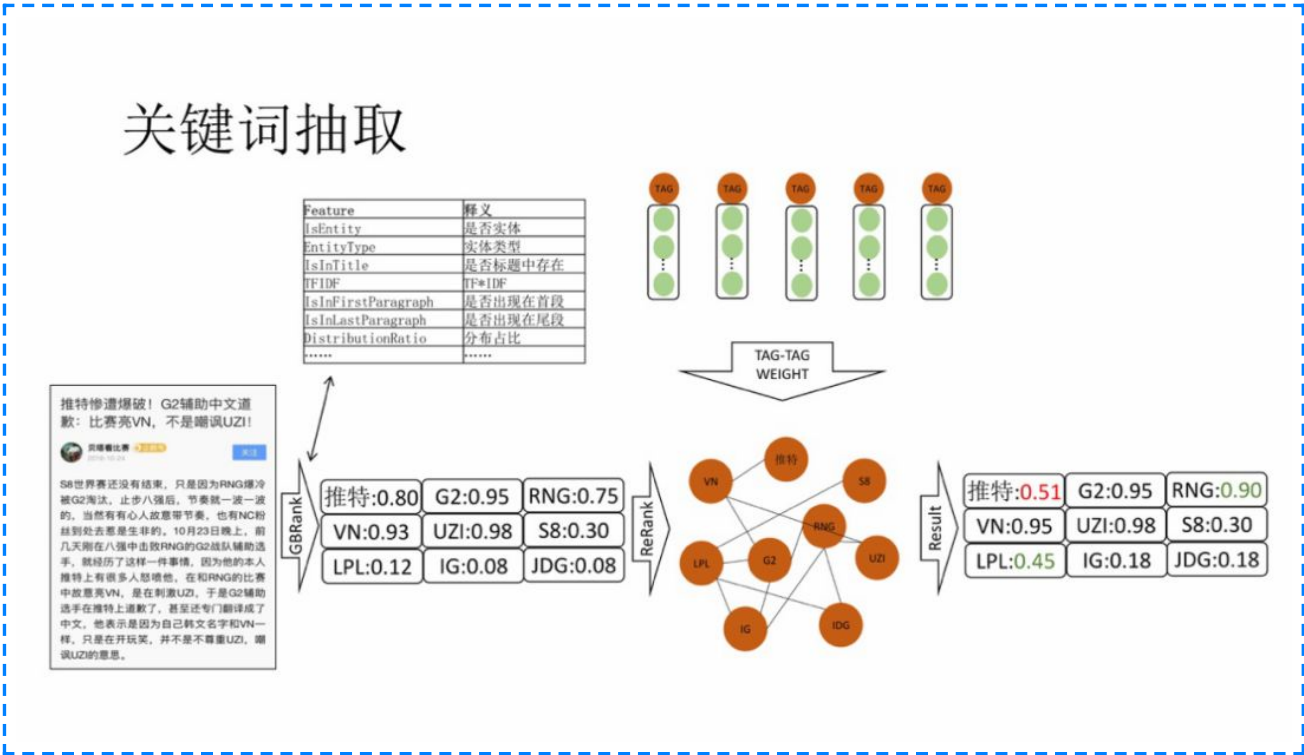 关键词抽取
Feature 释义
IsEntity 是否实体
EntityType 实体类型
IsInTitle 是否标题中存在
TFIDF TF*IDF
IsInFirstParagraph 是否出现在首段
IsInLastParagraph 是否出现在尾段
DistributionRatio 分布占比
…… ……
TAG TAG TAG TAG TAG
TAG-TAG
WEIGHT
推特惨遭爆破！G2辅助中文道
歉：比赛亮VN，不是嘲讽UZI！
关注
S8世界赛还没有结束，只是因为RNG爆冷
被G2淘汰，止步八强后，节奏就一波一波
的，当然有有心人故意带节奏，也有NC粉
丝到处去惹是生非的。10月23日晚上，前
几天刚在八强中击败RNG的G2战队辅助选
手，就经历了这样一件事情，因为他的本人
推特上有很多人怒喷他，在和RNG的比赛
中故意亮VN，是在刺激UZI，于是G2辅助
选手在推特上道歉了，甚至还专门翻译成了
中文，他表示是因为自己韩文名字和VN一
样，只是在开玩笑，并不是不尊重UZI，嘲
讽UZI的意思。
GBRank
推特:0.80 G2:0.95 RNG:0.75
VN:0.93 UZI:0.98 S8:0.30
LPL:0.12 IG:0.08 JDG:0.08
ReRank
推特
VN
S8
RNG
LPL
G2
UZI
IG
IDG
Result
推特:0.51 G2:0.95 RNG:0.90
VN:0.95 UZI:0.98 S8:0.30
LPL:0.45 IG:0.18 JDG:0.18